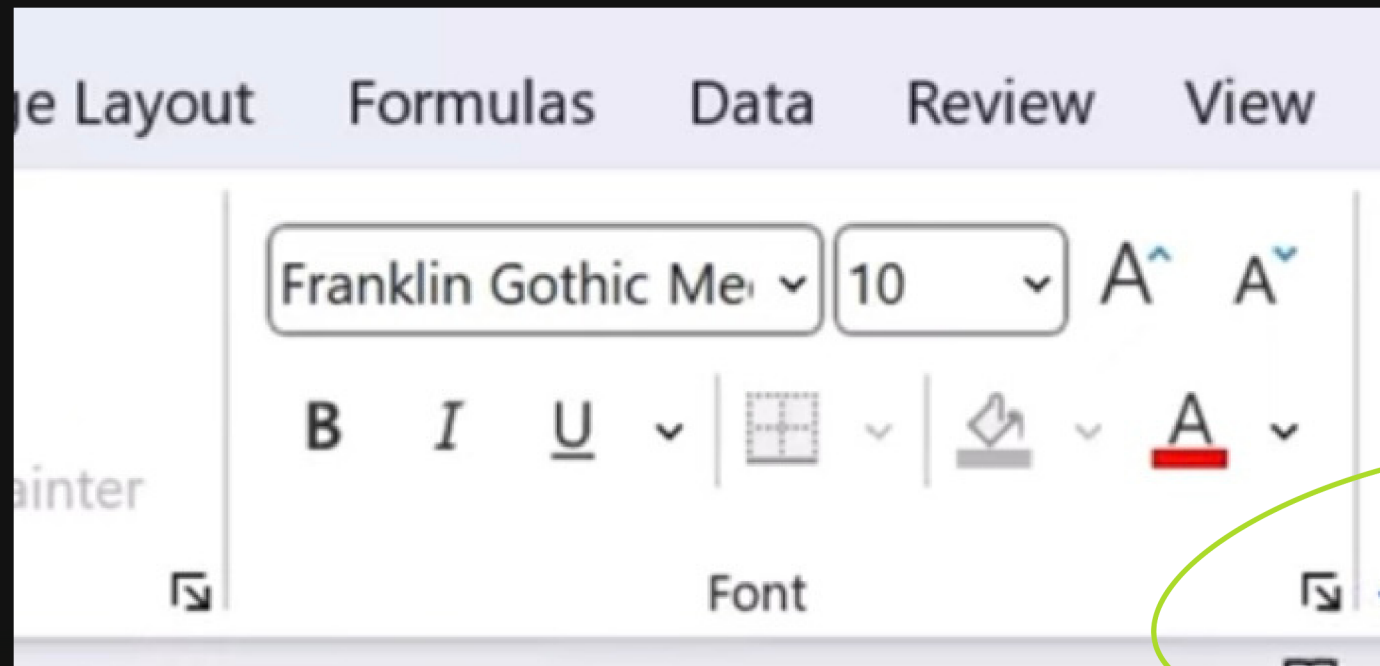 ge Layout Formulas Data Review View
Franklin Gothic Me 10 A A
B I U A
ainter
Font